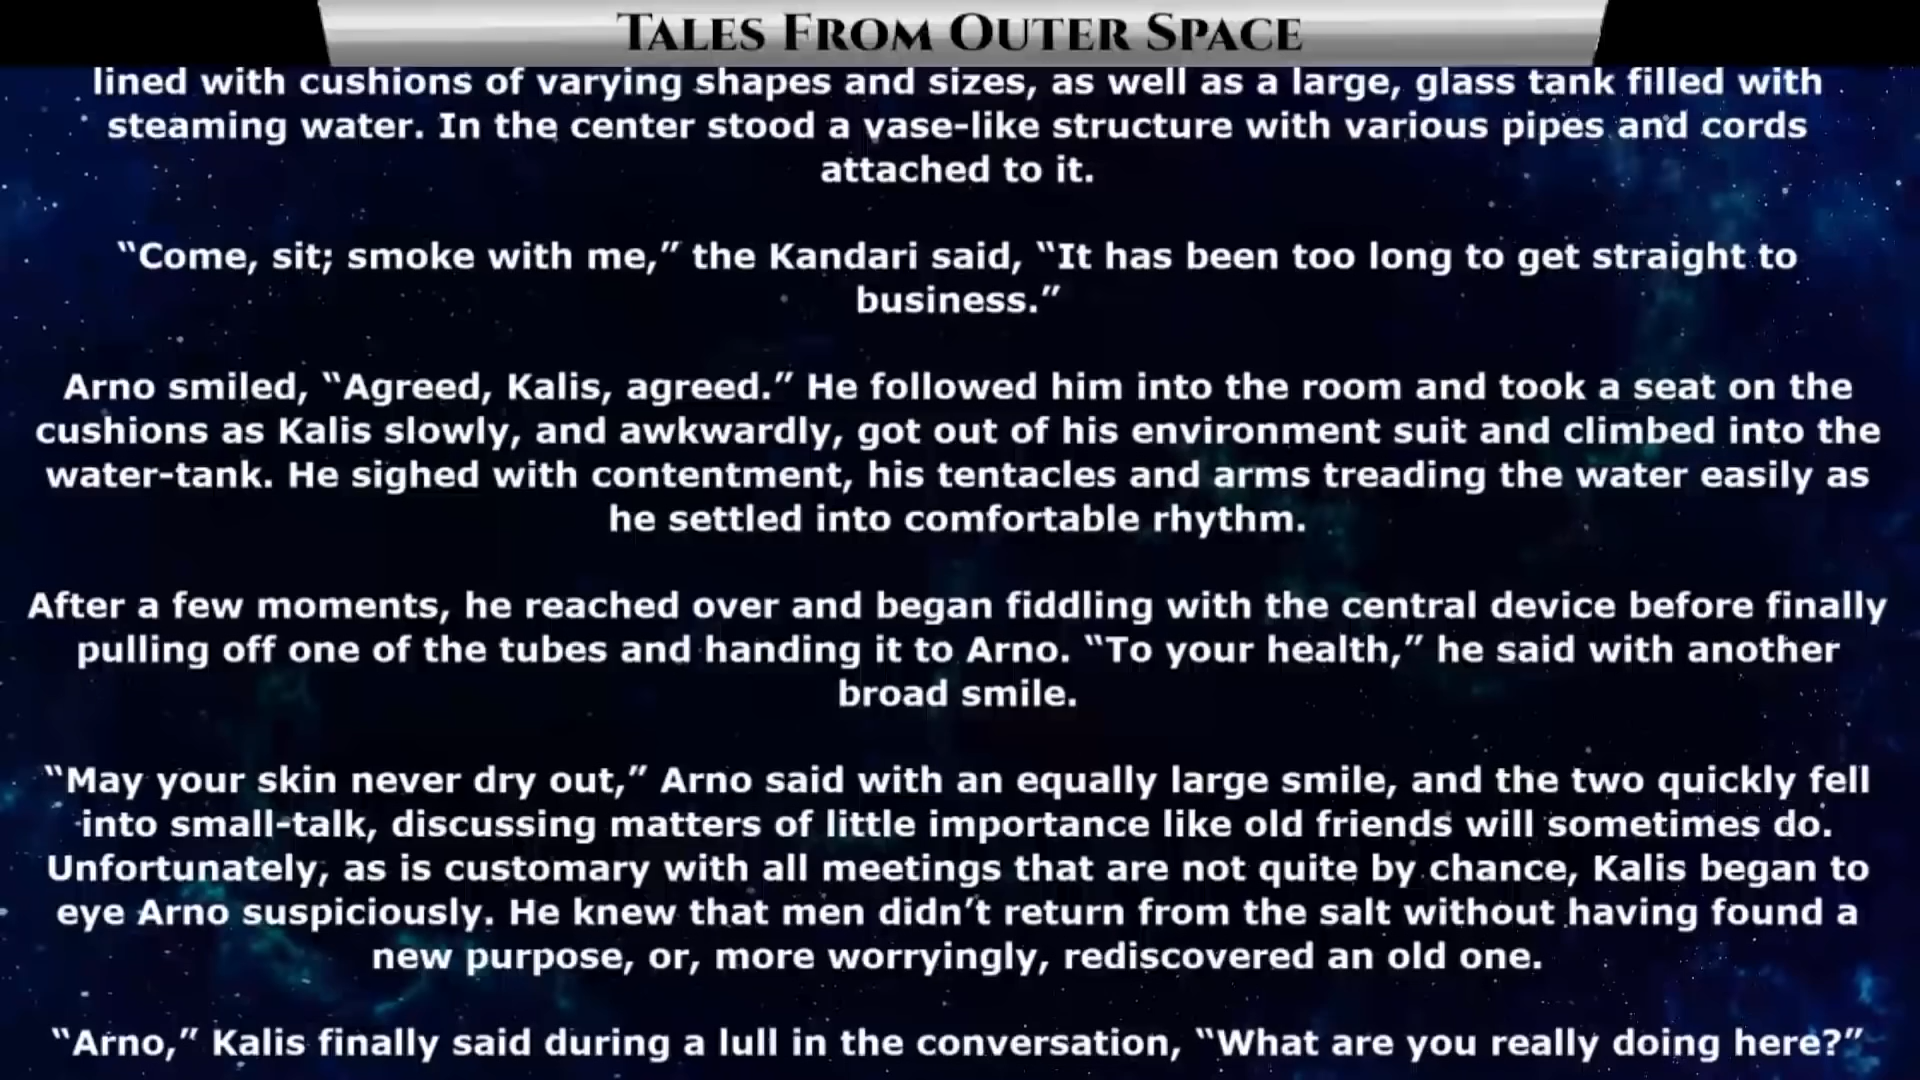 Tales From Outer Space
lined with cushions of varying shapes and sizes, as well as a large, glass tank filled with
steaming water. In the center stood a vase-like structure with various pipes and cords
attached to it.
“Come, sit; smoke with me,” the Kandari said, “It has been too long to get straight to
business.”
Arno smiled, “Agreed, Kalis, agreed.” He followed him into the room and took a seat on the
cushions as Kalis slowly, and awkwardly, got out of his environment suit and climbed into the
water-tank. He sighed with contentment, his tentacles and arms treading the water easily as
he settled into comfortable rhythm.
After a few moments, he reached over and began fiddling with the central device before finally
pulling off one of the tubes and handing it to Arno. “To your health,” he said with another
broad smile.
“May your skin never dry out,” Arno said with an equally large smile, and the two quickly fell
into small-talk, discussing matters of little importance like old friends will sometimes do.
Unfortunately, as is customary with all meetings that are not quite by chance, Kalis began to
eye Arno suspiciously. He knew that men didn’t return from the salt without having found a
new purpose, or, more worryingly, rediscovered an old one.
“Arno,” Kalis finally said during a lull in the conversation, “What are you really doing here?”